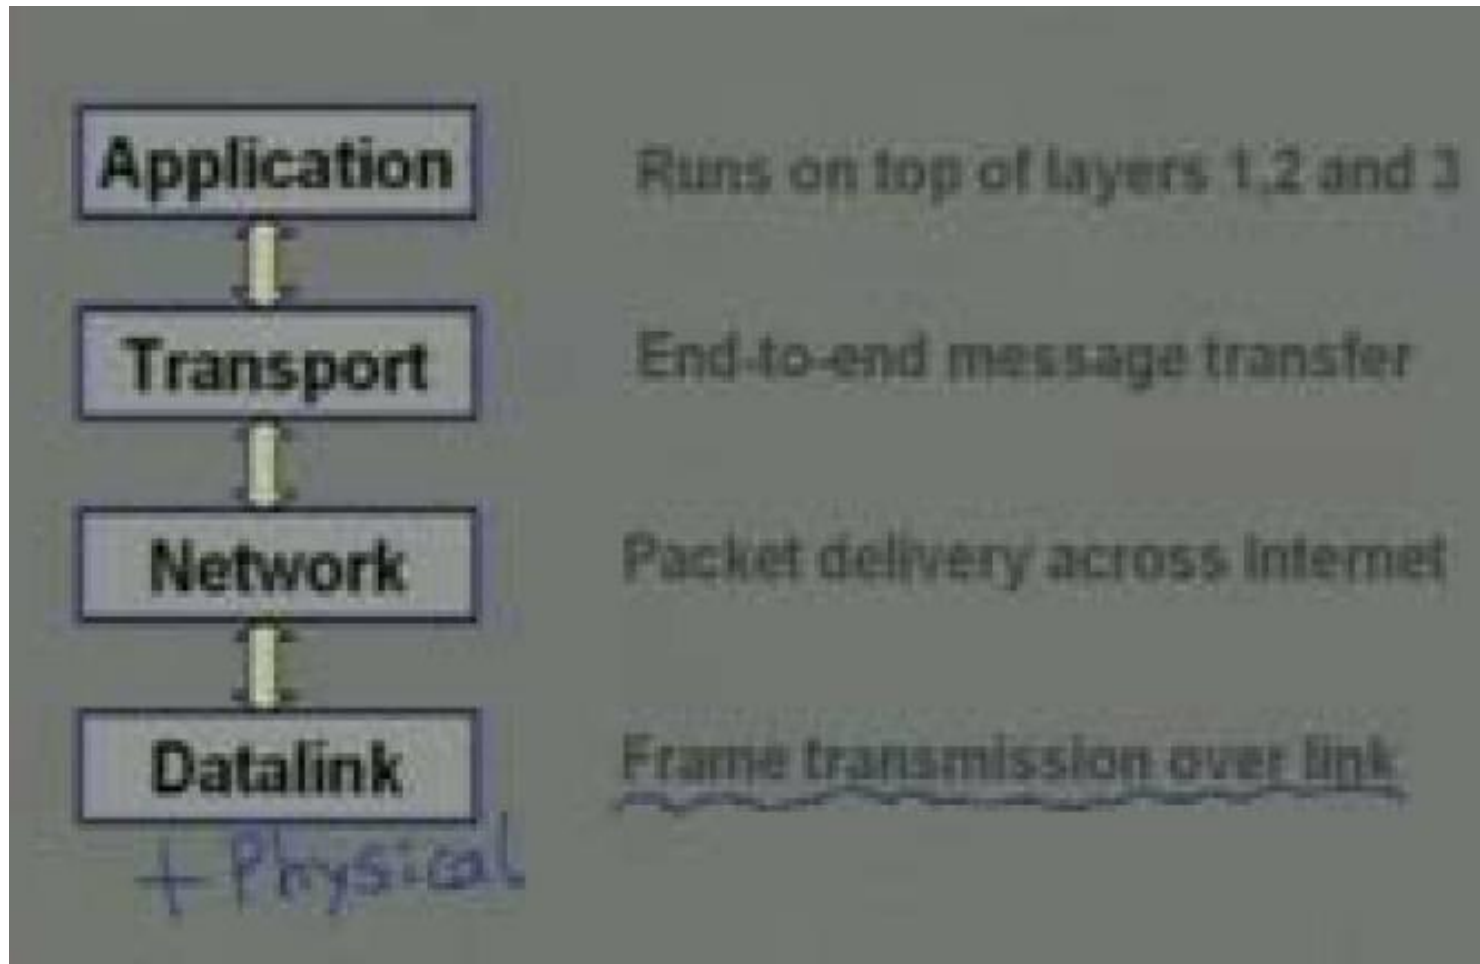 Application
Runs on top of layers 1,2 and 3
Transport
End-to-end message transfer
Network
Packet delivery across internet
Datalink
Frame transmission over link
+ Physical